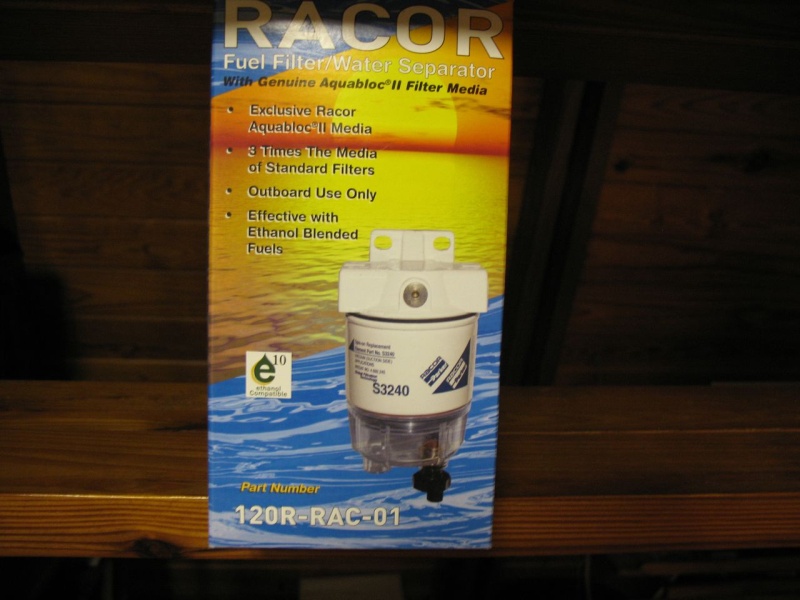 RACOR
Fuel Filter/Water Separator
With Genuine Aquabloc®II Filter Media
• Exclusive Racor
Aquabloc®II Media
• 3 Times The Media
of Standard Filters
• Outboard Use Only
• Effective with
Ethanol Blended
Fuels
e10
ethanol
Compatible
S3240
RACOR
Part Number
120R-RAC-01